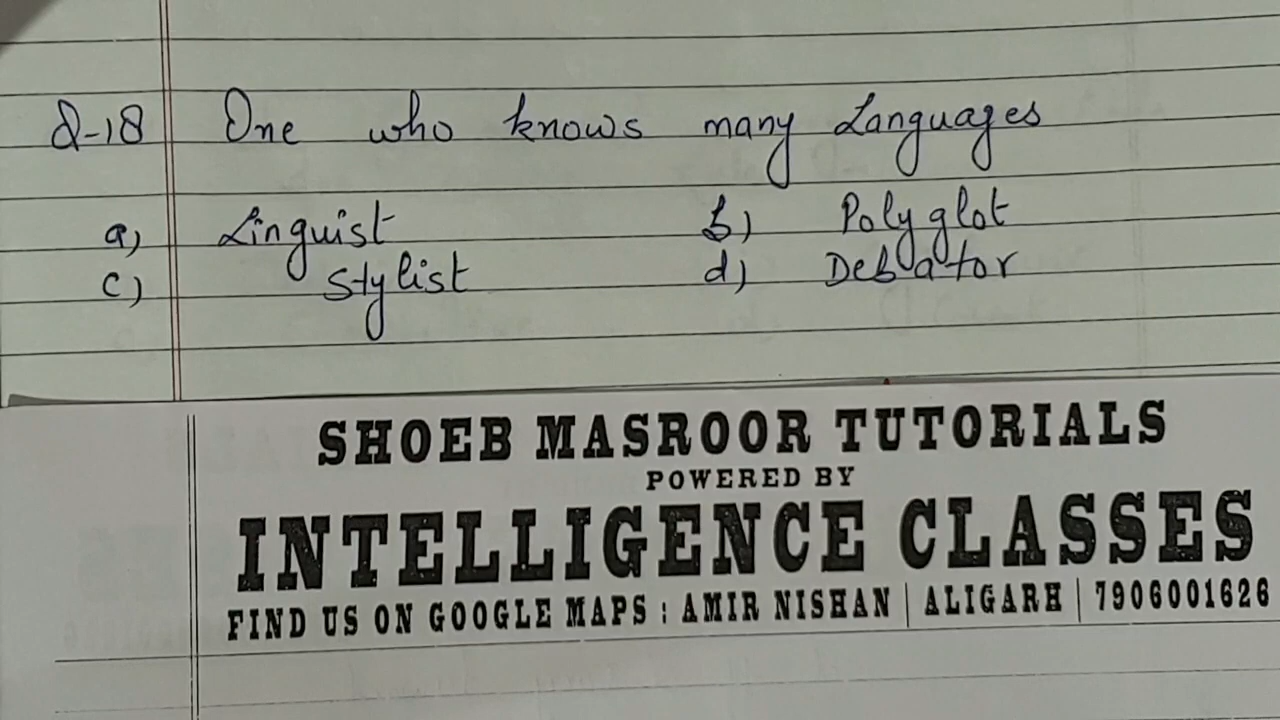 Q-18 One who knows many Languages
a) Linguist b) Polyglot
c) Stylist d) Debator
SHOEB MASROOR TUTORIALS
POWERED BY
INTELLIGENCE CLASSES
FIND US ON GOOGLE MAPS : AMIR NISHAN | ALIGARH | 7906001626